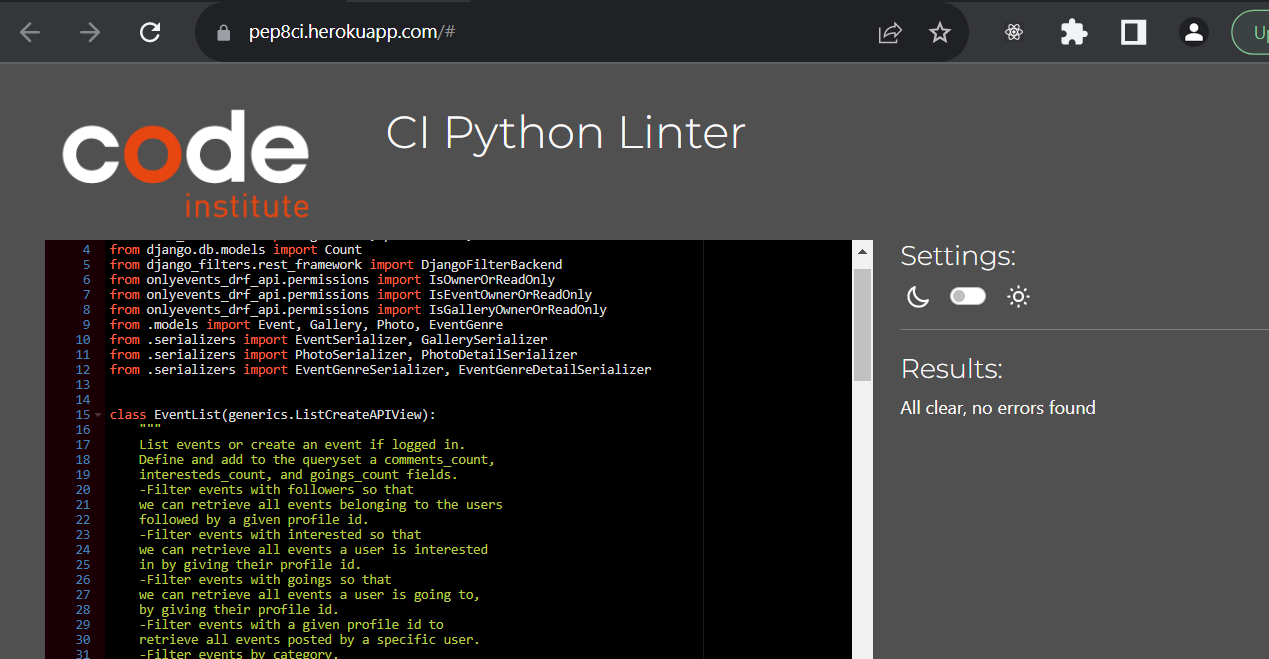 pep8ci.herokuapp.com/#
Up
code
institute
CI Python Linter
4 from django.db.models import Count
5 from django_filters.rest_framework import DjangoFilterBackend
6 from onlyevents_drf_api.permissions import IsOwnerOrReadOnly
7 from onlyevents_drf_api.permissions import IsEventOwnerOrReadOnly
8 from onlyevents_drf_api.permissions import IsGalleryOwnerOrReadOnly
9 from .models import Event, Gallery, Photo, EventGenre
10 from .serializers import EventSerializer, GallerySerializer
11 from .serializers import PhotoSerializer, PhotoDetailSerializer
12 from .serializers import EventGenreSerializer, EventGenreDetailSerializer
13
14
15 class EventList(generics.ListCreateAPIView):
16 """
17 List events or create an event if logged in.
18 Define and add to the queryset a comments_count,
19 interesteds_count, and goings_count fields.
20 -Filter events with followers so that
21 we can retrieve all events belonging to the users
22 followed by a given profile id.
23 -Filter events with interested so that
24 we can retrieve all events a user is interested
25 in by giving their profile id.
26 -Filter events with goings so that
27 we can retrieve all events a user is going to,
28 by giving their profile id.
29 -Filter events with a given profile id to
30 retrieve all events posted by a specific user.
31 -Filter events by category.
Settings:
Results:
All clear, no errors found